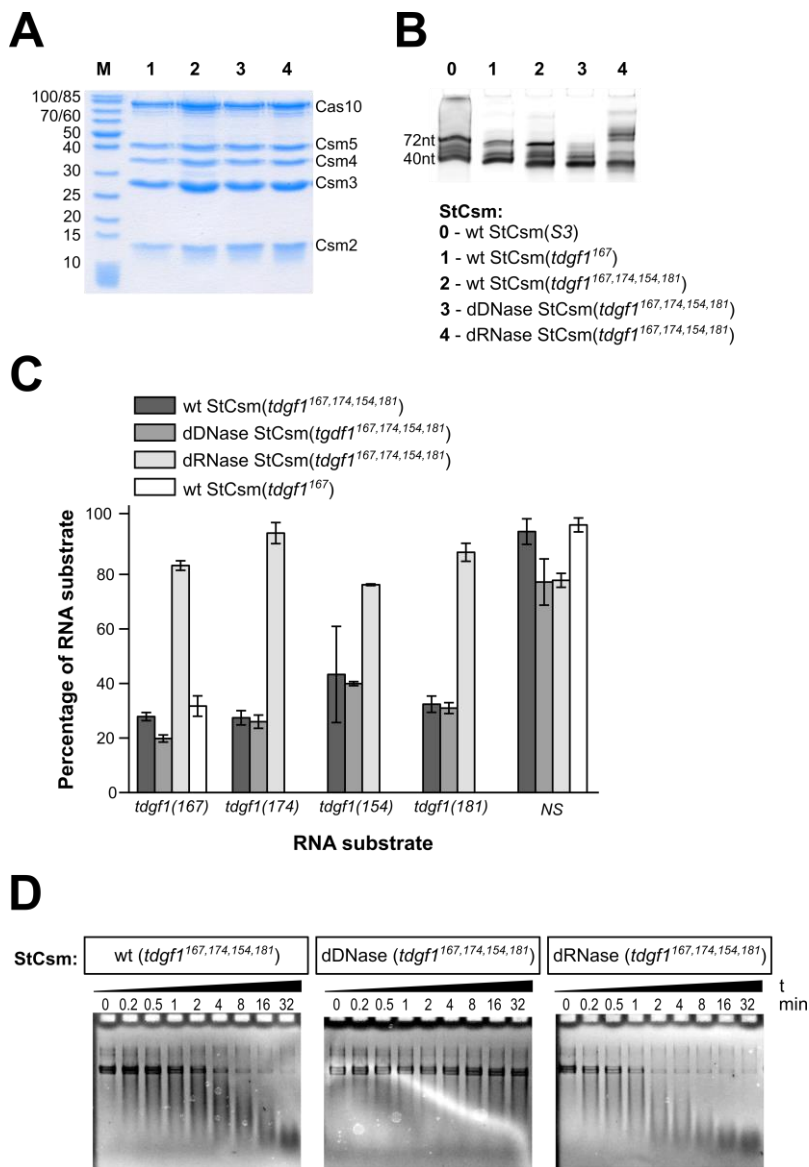 A
M 1 2 3 4
100/85
70/60
50
40
30
25
20
15
10
Cas10
Csm5
Csm4
Csm3
Csm2
B
0 1 2 3 4
72nt
40nt
StCsm:
0 - wt StCsm(S3)
1 - wt StCsm(tdgf1167)
2 - wt StCsm(tdgf1167,174,154,181)
3 - dDNase StCsm(tdgf1167,174,154,181)
4 - dRNase StCsm(tdgf1167,174,154,181)
C
wt StCsm(tdgf1167,174,154,181)
dDNase StCsm(tgdf1167,174,154,181)
dRNase StCsm(tdgf1167,174,154,181)
wt StCsm(tdgf1167)
Percentage of RNA substrate
100
80
60
40
20
0
tdgf1(167) tdgf1(174) tdgf1(154) tdgf1(181) NS
RNA substrate
D
StCsm: wt (tdgf1167,174,154,181) dDNase (tdgf1167,174,154,181) dRNase (tdgf1167,174,154,181)
t
0 0.2 0.5 1 2 4 8 16 32 0 0.2 0.5 1 2 4 8 16 32 0 0.2 0.5 1 2 4 8 16 32 min